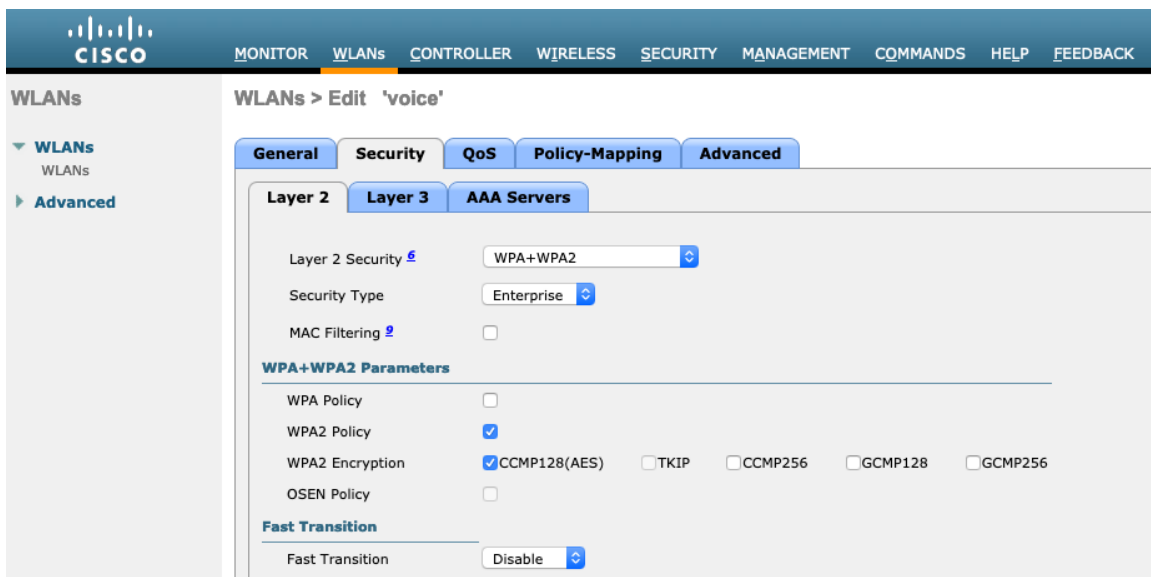 CISCO
MONITOR WLANs CONTROLLER WIRELESS SECURITY MANAGEMENT COMMANDS HELP FEEDBACK
WLANs
WLANs > Edit 'voice'
WLANs
WLANs
Advanced
General Security QoS Policy-Mapping Advanced
Layer 2 Layer 3 AAA Servers
Layer 2 Security 6 WPA+WPA2
Security Type Enterprise
MAC Filtering 9
WPA+WPA2 Parameters
WPA Policy
WPA2 Policy
WPA2 Encryption CCMP128(AES) TKIP CCMP256 GCMP128 GCMP256
OSEN Policy
Fast Transition
Fast Transition Disable